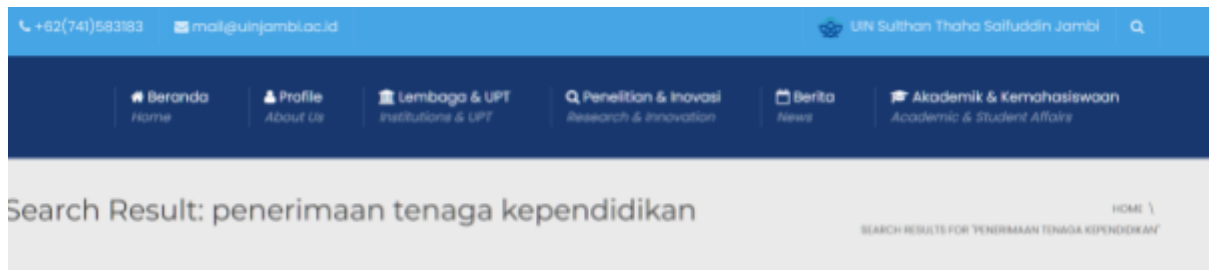 +62(741)583183 mail@uinjambi.ac.id UIN Sulthan Thaha Saifuddin Jambi
Beranda Profile Lembaga & UPT Penelitian & Inovasi Berita Akademik & Kemahasiswaan
Home About Us Institutions & UPT Research & Innovation News Academic & Student Affairs
Search Result: penerimaan tenaga kependidikan
HOME \
SEARCH RESULTS FOR "PENERIMAAN TENAGA KEPENDIDIKAN"